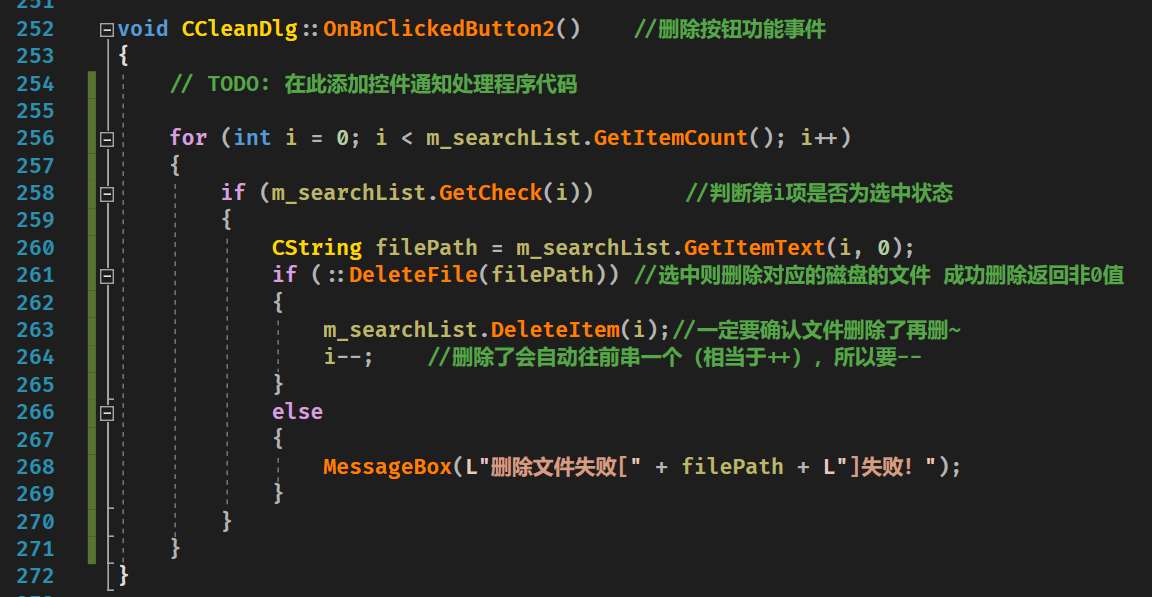 251
252 void CCleanDlg::OnBnClickedButton2()    //删除按钮功能事件
253 {
254     // TODO: 在此添加控件通知处理程序代码
255
256     for (int i = 0; i < m_searchList.GetItemCount(); i++)
257     {
258         if (m_searchList.GetCheck(i))       //判断第i项是否为选中状态
259         {
260             CString filePath = m_searchList.GetItemText(i, 0);
261             if (::DeleteFile(filePath)) //选中则删除对应的磁盘的文件 成功删除返回非0值
262             {
263                 m_searchList.DeleteItem(i);//一定要确认文件删除了再删~
264                 i--;    //删除了会自动往前串一个（相当于++）, 所以要--
265             }
266             else
267             {
268                 MessageBox(L"删除文件失败[" + filePath + L"]失败！");
269             }
270         }
271     }
272 }